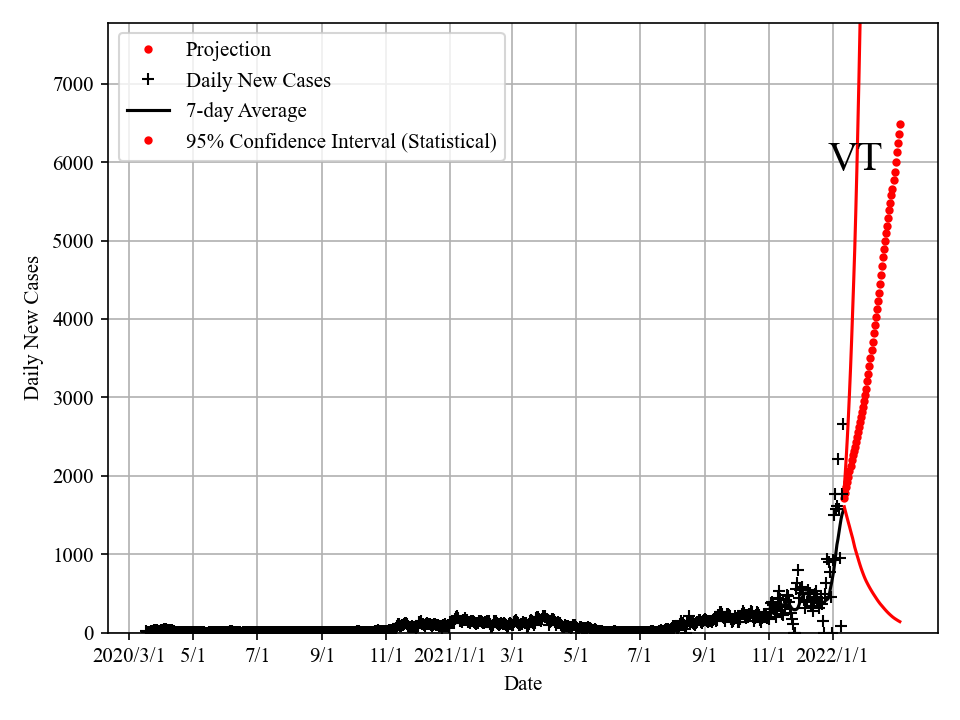 Projection
Daily New Cases
7-day Average
95% Confidence Interval (Statistical)
VT
Daily New Cases
7000
6000
5000
4000
3000
2000
1000
0
2020/3/1 5/1 7/1 9/1 11/1 2021/1/1 3/1 5/1 7/1 9/1 11/1 2022/1/1
Date